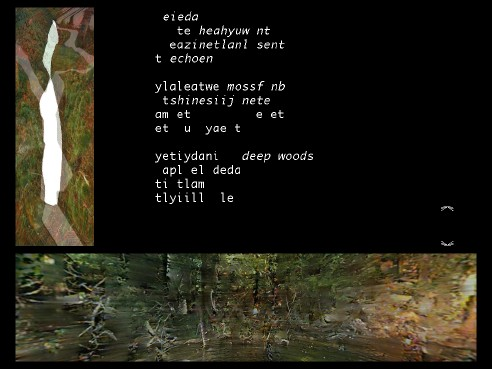 eieda
te heahyuw nt
eazinetlanl sent
t echoen
ylaleatwe mossf nb
tshinesiij nete
am et e et
et u yae t
yetiydani deep woods
apl el deda
ti tlam
tlyiill le